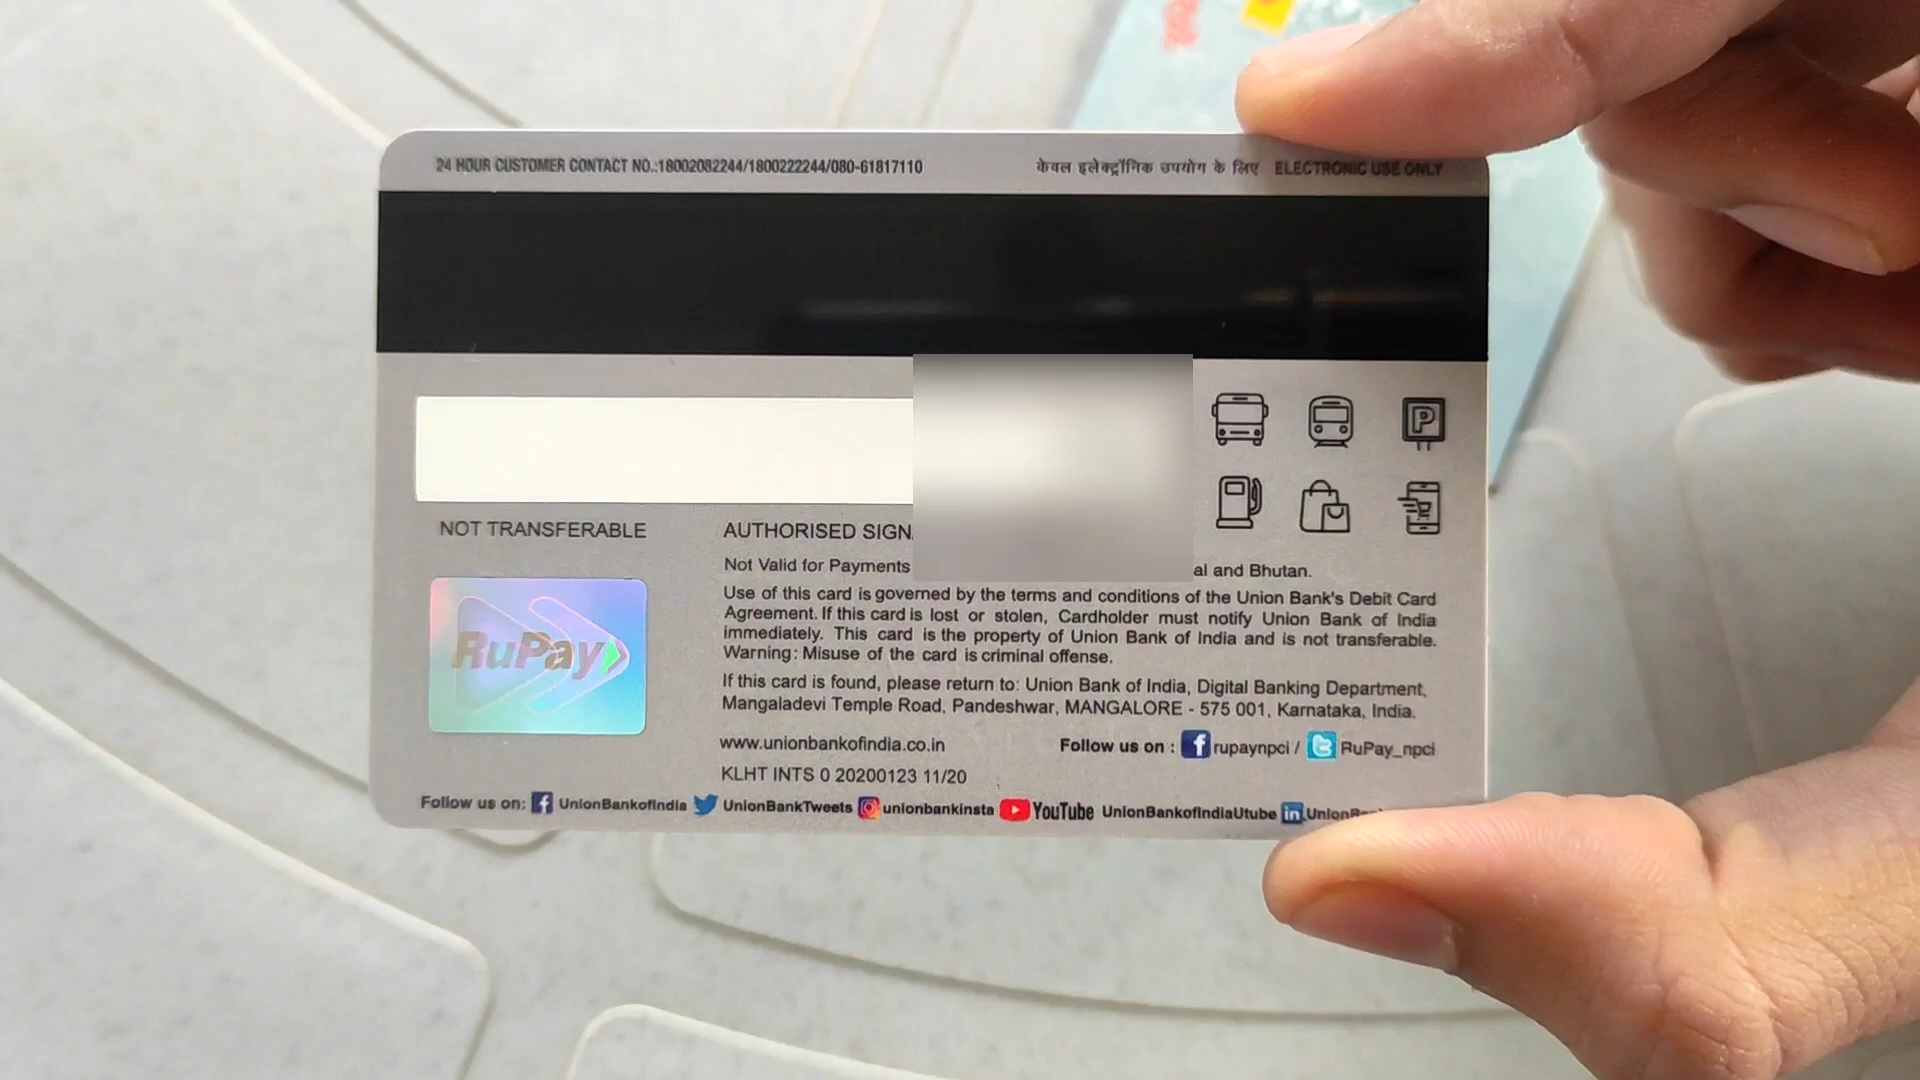 24 HOUR CUSTOMER CONTACT NO.:18002082244/1800222244/080-61817110
केवल इलेक्ट्रॉनिक उपयोग के लिए ELECTRONIC USE ONLY
P
NOT TRANSFERABLE
AUTHORISED
Not Valid for Payments and Bhutan.
Use of this card is governed by the terms and conditions of the Union Bank's Debit Card
Agreement. If this card is lost or stolen, Cardholder must notify Union Bank of India
immediately. This card is the property of Union Bank of India and is not transferable.
Warning: Misuse of the card is criminal offense.
RuPay
If this card is found, please return to: Union Bank of India, Digital Banking Department,
Mangaladevi Temple Road, Pandeshwar, MANGALORE - 575 001, Karnataka, India.
www.unionbankofindia.co.in
Follow us on : f rupaynpci / RuPay_npci
KLHT INTS 0 20200123 11/20
Follow us on: f UnionBankofIndia UnionBankTweets unionbankinsta YouTube UnionBankofIndiaUtube in